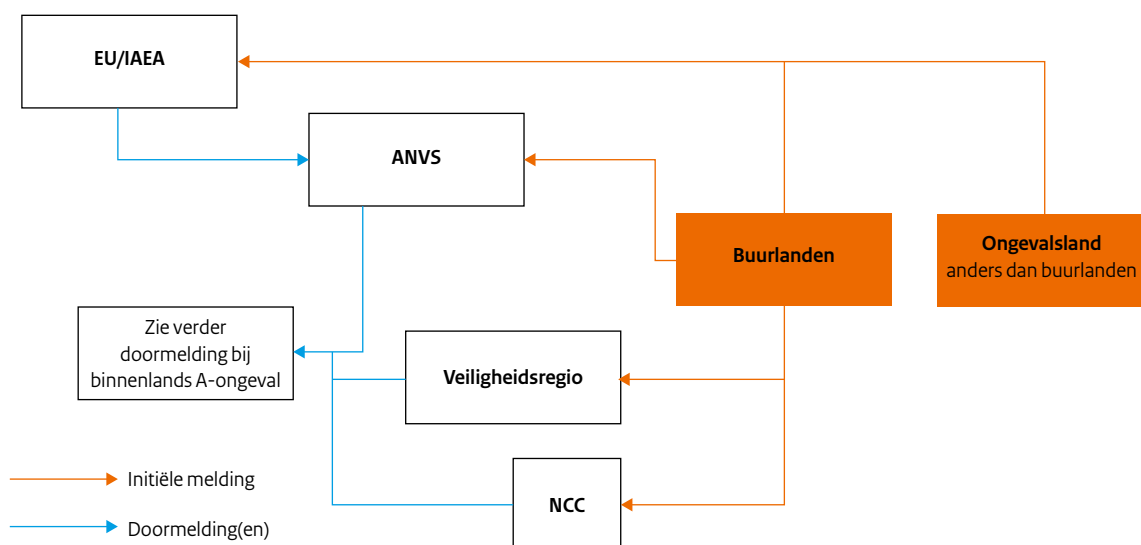 EU/IAEA
ANVS
Buurlanden
Ongevalsland
anders dan buurlanden
Zie verder
doormelding bij
binnenlands A-ongeval
Veiligheidsregio
NCC
Initiële melding
Doormelding(en)